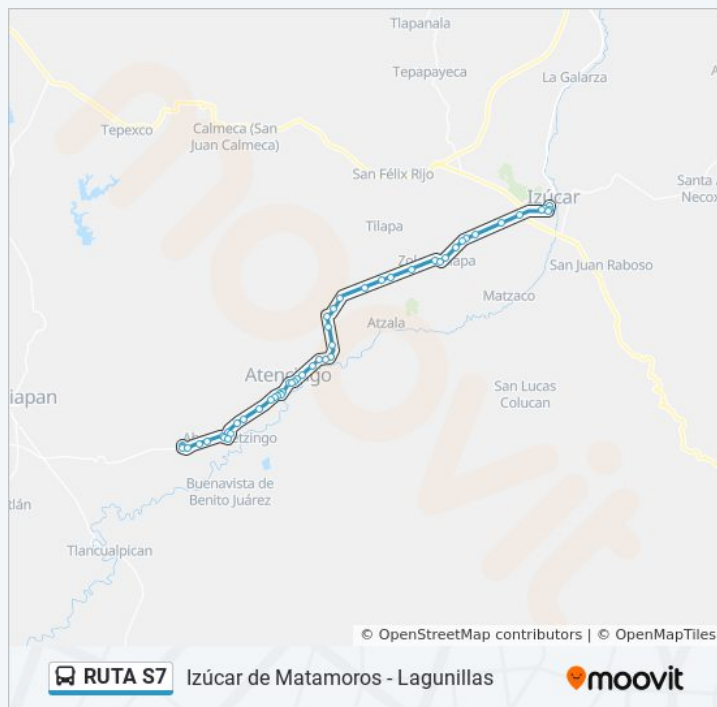 Tlapanala
Tepapayeca
La Galarza
Tepexco
Calmeca (San
Juan Calmeca)
San Félix Rijo
Izúcar
Santa
Necox
Tilapa
San Juan Raboso
Matzaco
Atzala
Atencingo
San Lucas
Colucan
iapan
Buenavista de
Benito Juárez
tlán
Tlancualpican
moovit
© OpenStreetMap contributors | © OpenMapTiles
RUTA S7 Izúcar de Matamoros - Lagunillas
moovit